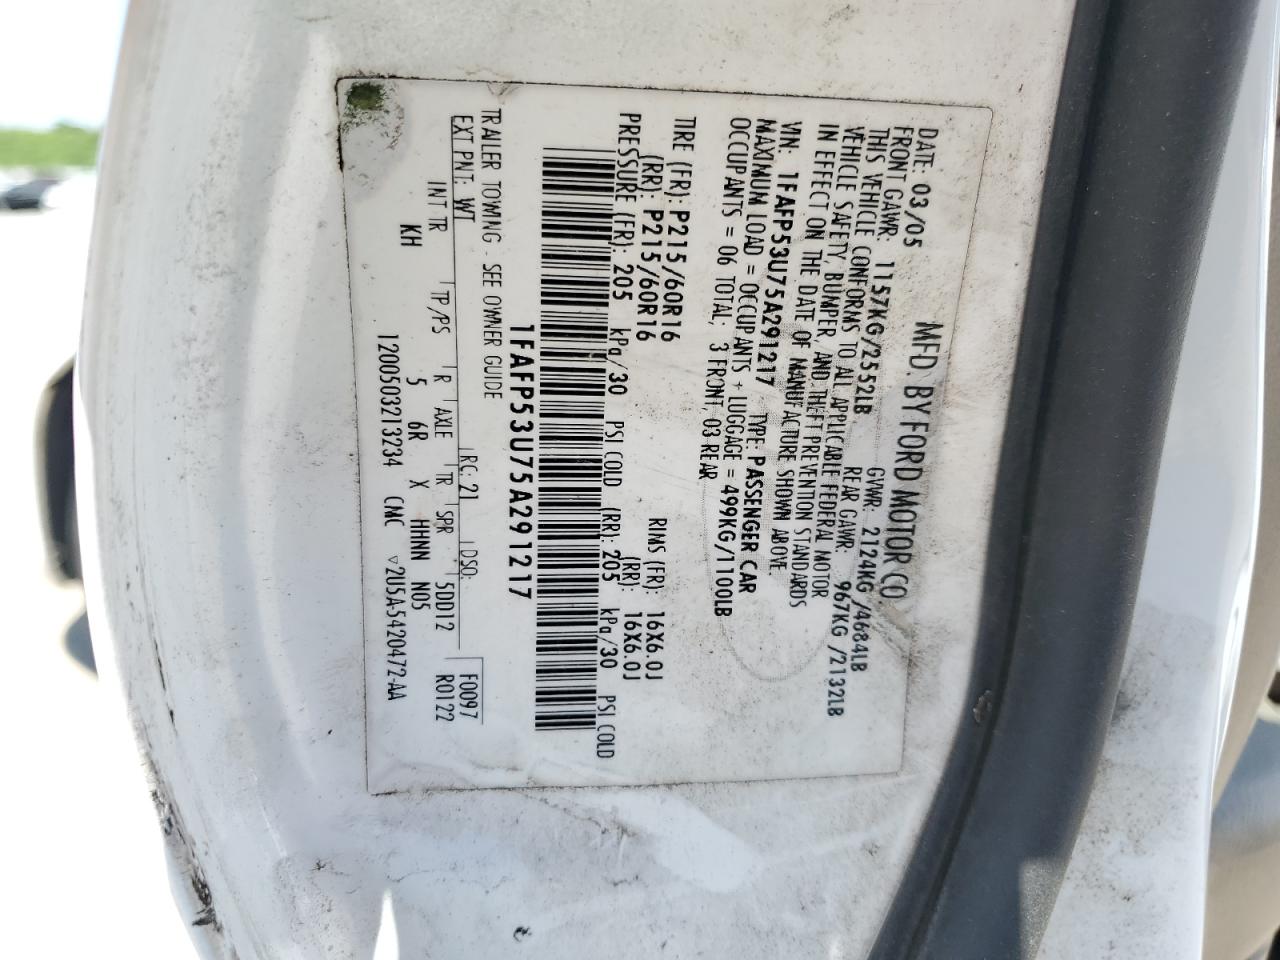 MFD. BY FORD MOTOR CO
DATE: 03/05 GVWR: 2124KG/4684LB
FRONT GAWR: 1157KG/2552LB REAR GAWR: 967KG/2132LB
THIS VEHICLE CONFORMS TO ALL APPLICABLE FEDERAL MOTOR
VEHICLE SAFETY, BUMPER, AND THEFT PREVENTION STANDARDS
IN EFFECT ON THE DATE OF MANUFACTURE SHOWN ABOVE.
VIN: 1FAFP53U75A291217 TYPE: PASSENGER CAR
MAXIMUM LOAD = OCCUPANTS + LUGGAGE = 499KG/1100LB
OCCUPANTS = 06 TOTAL; 3 FRONT, 03 REAR
TIRE (FR): P215/60R16 RIMS (FR): 16X6.0J
(RR): P215/60R16 (RR): 16X6.0J
PRESSURE (FR): 205 kPa/30 PSI COLD (RR): 205 kPa/30 PSI COLD
1FAFP53U75A291217
TRAILER TOWING - SEE OWNER GUIDE
EXT PNT: WT RC: 21 DSO: F0097
INT TR TP/PS R AXLE TR SPR 5DD12 R0122
KH 5 6R X HHNN N05
1200503213234 CMC ▽2U5A-5420472-AA